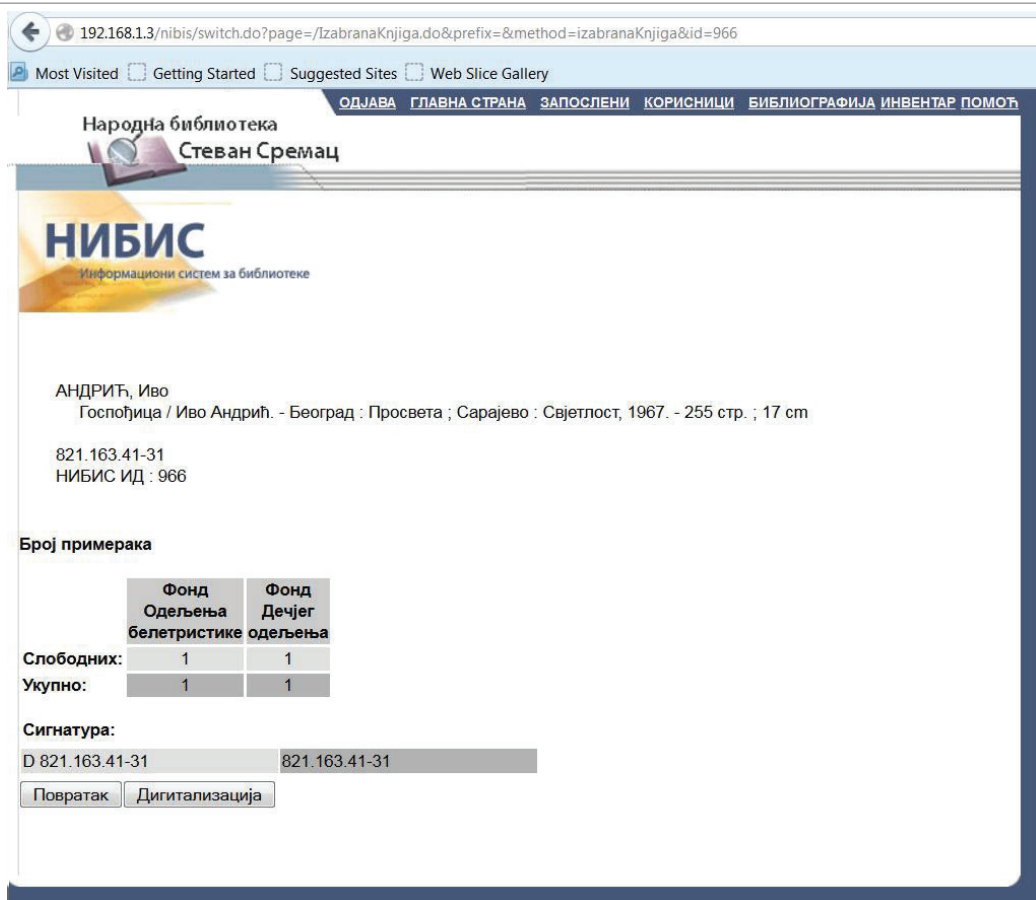 192.168.1.3/nibis/switch.do?page=/IzabranaKnjiga.do&prefix=&method=izabranaKnjiga&id=966
Most Visited Getting Started Suggested Sites Web Slice Gallery
ОДЈАВА ГЛАВНА СТРАНА ЗАПОСЛЕНИ КОРИСНИЦИ БИБЛИОГРАФИЈА ИНВЕНТАР ПОМОЋ
Народна библиотека
Стеван Сремац
НИБИС
Информациони систем за библиотеке
АНДРИЋ, Иво
Госпођица / Иво Андрић. - Београд : Просвета ; Сарајево : Свјетлост, 1967. - 255 стр. ; 17 cm
821.163.41-31
НИБИС ИД : 966
Број примерака
Фонд Фонд
Одељења Дечјег
белетристике одељења
Слободних: 1 1
Укупно: 1 1
Сигнатура:
D 821.163.41-31 821.163.41-31
Повратак Дигитализација